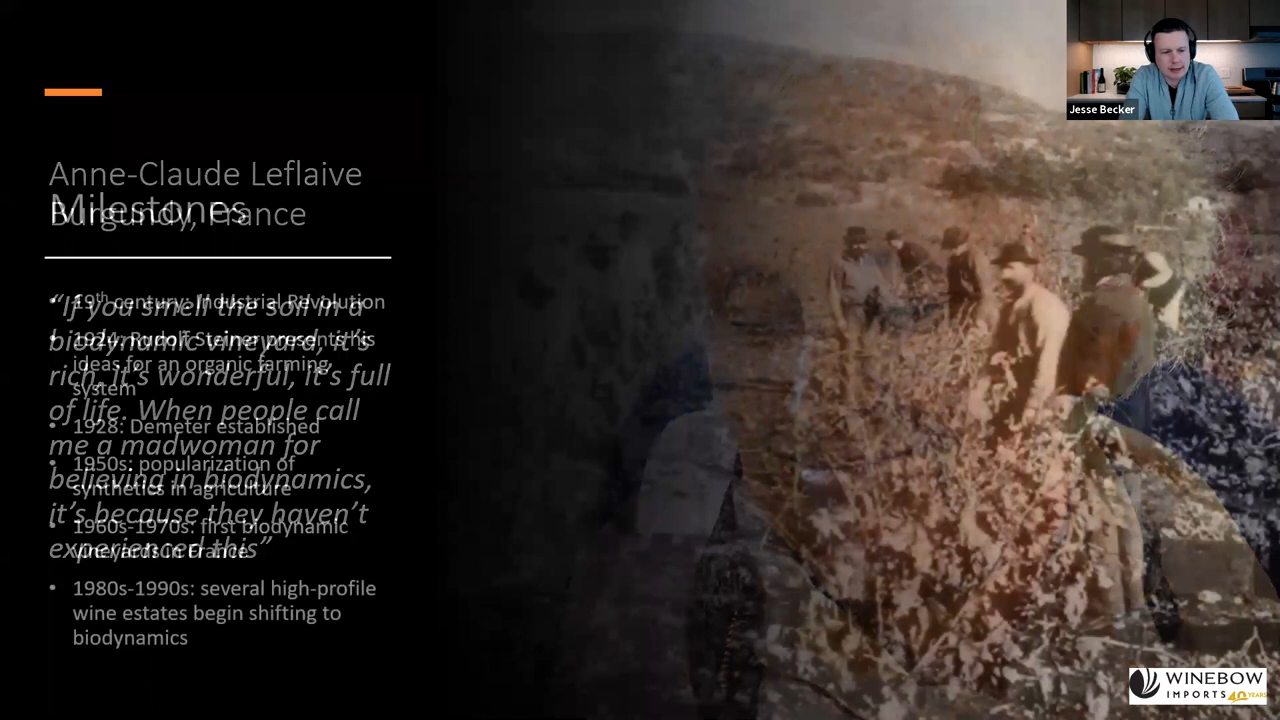 Jesse Becker
Anne-Claude Leflaive
Burgundy, France
Milestones
“If you smell the soil in a
biodynamic vineyard, it’s
rich, it’s wonderful, it’s full
of life. When people call
me a madwoman for
believing in biodynamics,
it’s because they haven’t
experienced this”
• 19th century: Industrial Revolution
• 1924: Rudolf Steiner presents his
ideas for an organic farming
system
• 1928: Demeter established
• 1950s: popularization of
synthetics in agriculture
• 1960s-1970s: first biodynamic
vineyards in France
• 1980s-1990s: several high-profile
wine estates begin shifting to
biodynamics
WINEBOW
IMPORTS 40 YEARS